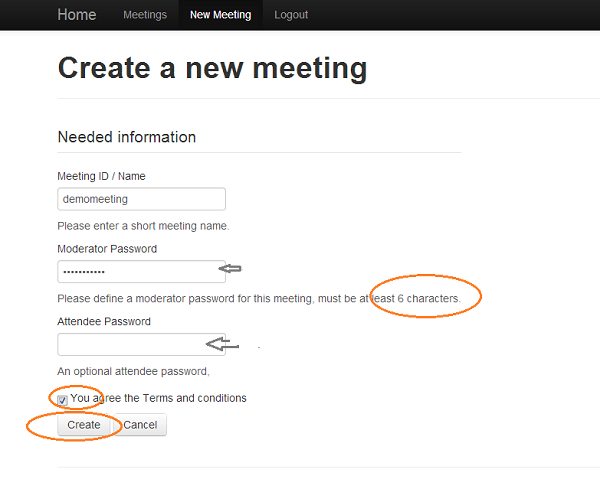 Home Meetings New Meeting Logout
Create a new meeting
Needed information
Meeting ID / Name
demomeeting
Please enter a short meeting name.
Moderator Password
•••••••••••
Please define a moderator password for this meeting, must be at least 6 characters.
Attendee Password
An optional attendee password,
You agree the Terms and conditions
Create Cancel